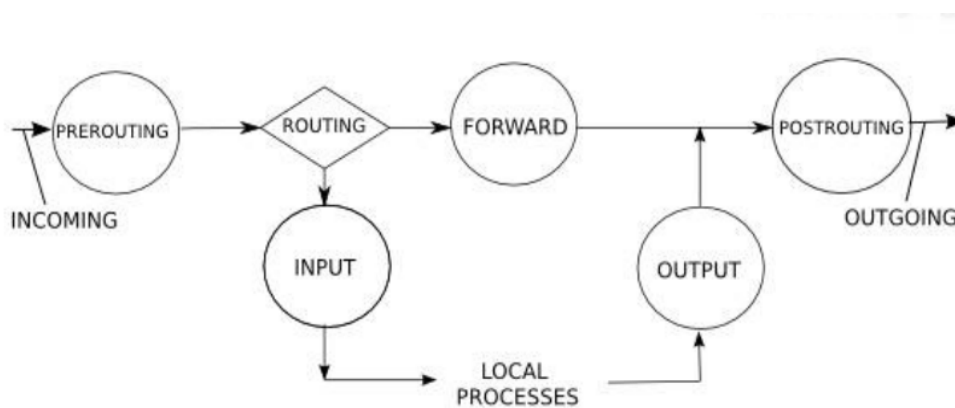 PREROUTING
ROUTING
FORWARD
POSTROUTING
INCOMING
OUTGOING
INPUT
OUTPUT
LOCAL
PROCESSES